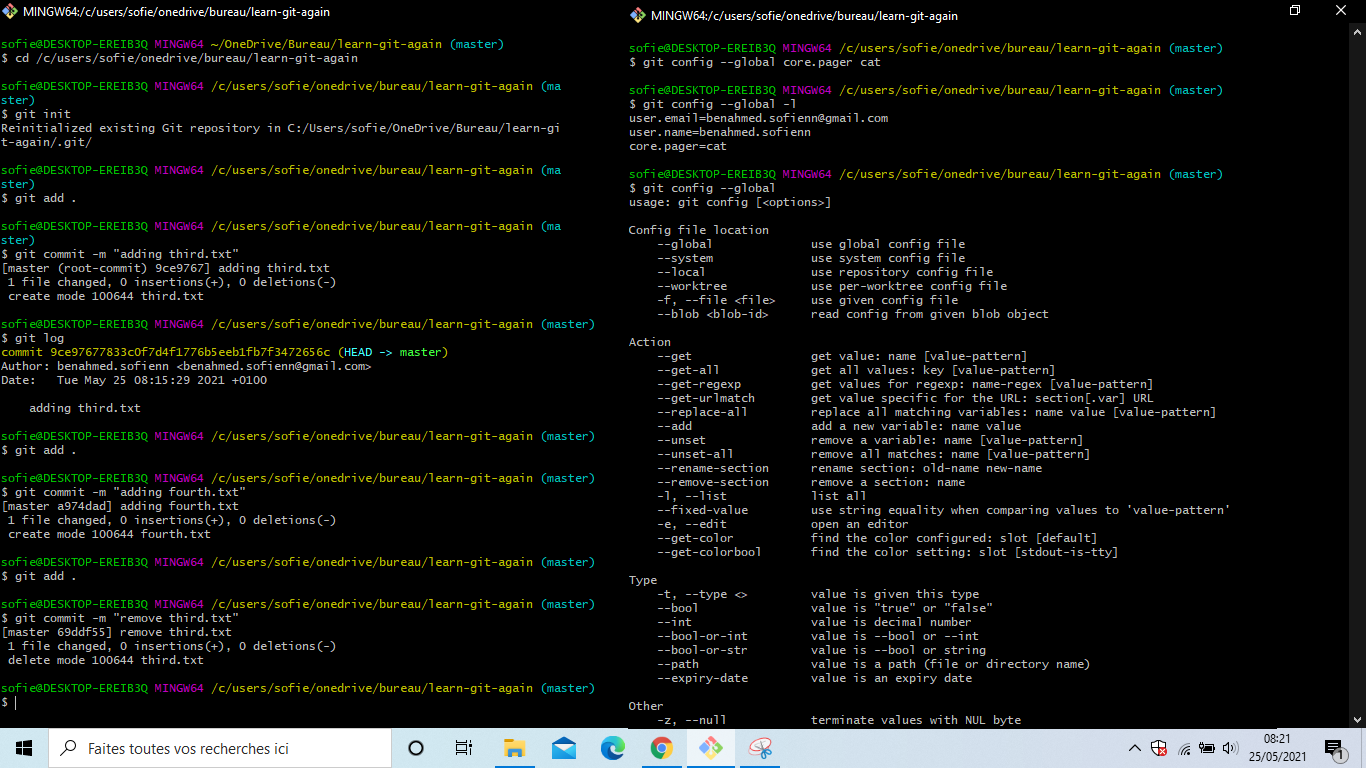 MINGW64:/c/users/sofie/onedrive/bureau/learn-git-again
sofie@DESKTOP-EREIB3Q MINGW64 ~/OneDrive/Bureau/learn-git-again (master)
$ cd /c/users/sofie/onedrive/bureau/learn-git-again
sofie@DESKTOP-EREIB3Q MINGW64 /c/users/sofie/onedrive/bureau/learn-git-again (ma
ster)
$ git init
Reinitialized existing Git repository in C:/Users/sofie/OneDrive/Bureau/learn-gi
t-again/.git/
sofie@DESKTOP-EREIB3Q MINGW64 /c/users/sofie/onedrive/bureau/learn-git-again (ma
ster)
$ git add .
sofie@DESKTOP-EREIB3Q MINGW64 /c/users/sofie/onedrive/bureau/learn-git-again (ma
ster)
$ git commit -m "adding third.txt"
[master (root-commit) 9ce9767] adding third.txt
 1 file changed, 0 insertions(+), 0 deletions(-)
 create mode 100644 third.txt
sofie@DESKTOP-EREIB3Q MINGW64 /c/users/sofie/onedrive/bureau/learn-git-again (master)
$ git log
commit 9ce97677833c0f7d4f1776b5eeb1fb7f3472656c (HEAD -> master)
Author: benahmed.sofienn <benahmed.sofienn@gmail.com>
Date:   Tue May 25 08:15:29 2021 +0100
    adding third.txt
sofie@DESKTOP-EREIB3Q MINGW64 /c/users/sofie/onedrive/bureau/learn-git-again (master)
$ git add .
sofie@DESKTOP-EREIB3Q MINGW64 /c/users/sofie/onedrive/bureau/learn-git-again (master)
$ git commit -m "adding fourth.txt"
[master a974dad] adding fourth.txt
 1 file changed, 0 insertions(+), 0 deletions(-)
 create mode 100644 fourth.txt
sofie@DESKTOP-EREIB3Q MINGW64 /c/users/sofie/onedrive/bureau/learn-git-again (master)
$ git add .
sofie@DESKTOP-EREIB3Q MINGW64 /c/users/sofie/onedrive/bureau/learn-git-again (master)
$ git commit -m "remove third.txt"
[master 69ddf55] remove third.txt
 1 file changed, 0 insertions(+), 0 deletions(-)
 delete mode 100644 third.txt
sofie@DESKTOP-EREIB3Q MINGW64 /c/users/sofie/onedrive/bureau/learn-git-again (master)
$
MINGW64:/c/users/sofie/onedrive/bureau/learn-git-again
sofie@DESKTOP-EREIB3Q MINGW64 /c/users/sofie/onedrive/bureau/learn-git-again (master)
$ git config --global core.pager cat
sofie@DESKTOP-EREIB3Q MINGW64 /c/users/sofie/onedrive/bureau/learn-git-again (master)
$ git config --global -l
user.email=benahmed.sofienn@gmail.com
user.name=benahmed.sofienn
core.pager=cat
sofie@DESKTOP-EREIB3Q MINGW64 /c/users/sofie/onedrive/bureau/learn-git-again (master)
$ git config --global
usage: git config [<options>]
Config file location
    --global              use global config file
    --system              use system config file
    --local               use repository config file
    --worktree            use per-worktree config file
    -f, --file <file>     use given config file
    --blob <blob-id>      read config from given blob object
Action
    --get                 get value: name [value-pattern]
    --get-all             get all values: key [value-pattern]
    --get-regexp          get values for regexp: name-regex [value-pattern]
    --get-urlmatch        get value specific for the URL: section[.var] URL
    --replace-all         replace all matching variables: name value [value-pattern]
    --add                 add a new variable: name value
    --unset               remove a variable: name [value-pattern]
    --unset-all           remove all matches: name [value-pattern]
    --rename-section      rename section: old-name new-name
    --remove-section      remove a section: name
    -l, --list            list all
    --fixed-value         use string equality when comparing values to 'value-pattern'
    -e, --edit            open an editor
    --get-color           find the color configured: slot [default]
    --get-colorbool       find the color setting: slot [stdout-is-tty]
Type
    -t, --type <>         value is given this type
    --bool                value is "true" or "false"
    --int                 value is decimal number
    --bool-or-int         value is --bool or --int
    --bool-or-str         value is --bool or string
    --path                value is a path (file or directory name)
    --expiry-date         value is an expiry date
Other
    -z, --null            terminate values with NUL byte
Faites toutes vos recherches ici
08:21
25/05/2021
1